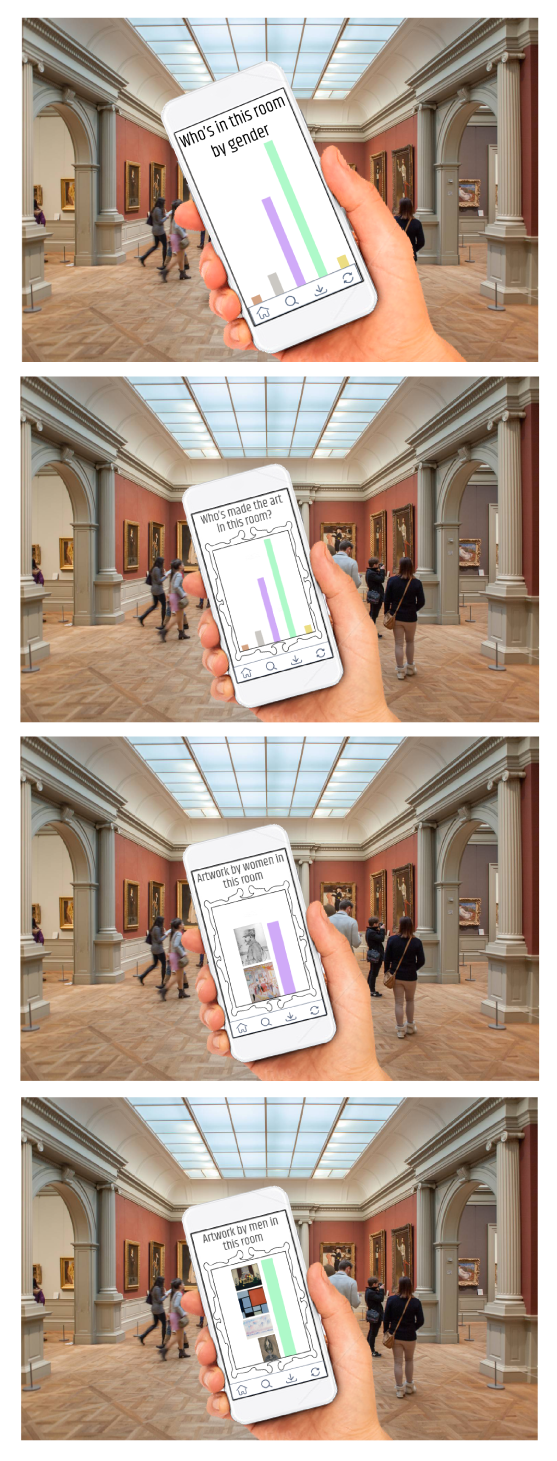 Who's in this room
by gender
Who's made the art
in this room?
Artwork by women in
this room
Artwork by men in
this room